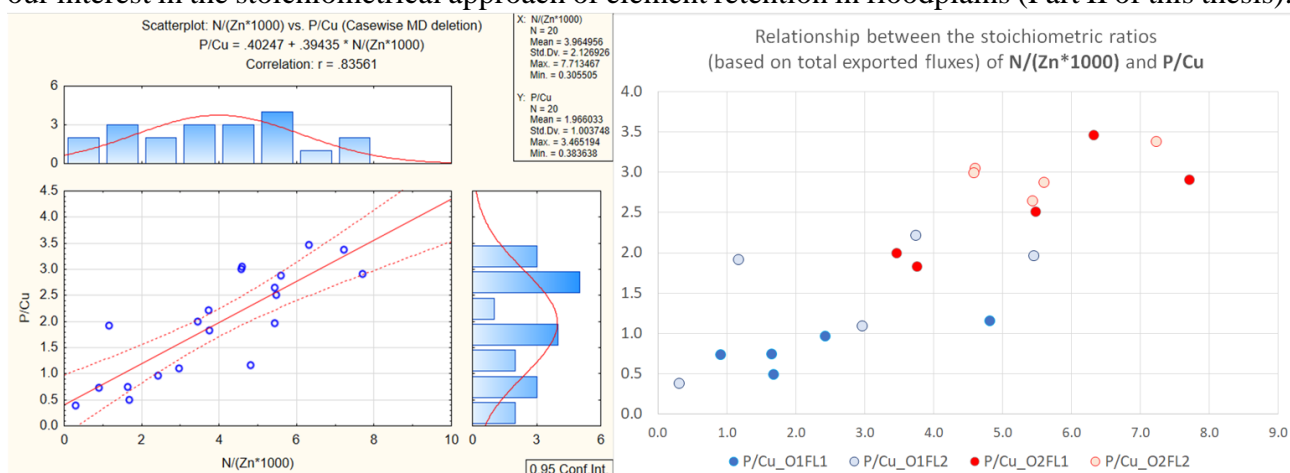 our interest in the stoichiometrical approach of element retention in floodplains (Part II of this thesis).
Scatterplot: N/(Zn*1000) vs. P/Cu (Casewise MD deletion)
P/Cu = .40247 + .39435 * N/(Zn*1000)
Correlation: r = .83561
X: N/(Zn*1000)
N = 20
Mean = 3.964956
Std.Dv. = 2.126926
Max. = 7.713467
Min. = 0.305505
Y: P/Cu
N = 20
Mean = 1.966033
Std.Dv. = 1.003748
Max. = 3.465194
Min. = 0.383638
6
3
0
4.5
4.0
3.5
3.0
2.5
2.0
1.5
1.0
0.5
0.0
P/Cu
0 2 4 6 8 10
N/(Zn*1000)
0 3 6
0.95 Conf.Int
Relationship between the stoichiometric ratios
(based on total exported fluxes) of N/(Zn*1000) and P/Cu
4.0
3.5
3.0
2.5
2.0
1.5
1.0
0.5
0.0
0.0 1.0 2.0 3.0 4.0 5.0 6.0 7.0 8.0 9.0
P/Cu_O1FL1 P/Cu_O1FL2 P/Cu_O2FL1 P/Cu_O2FL2